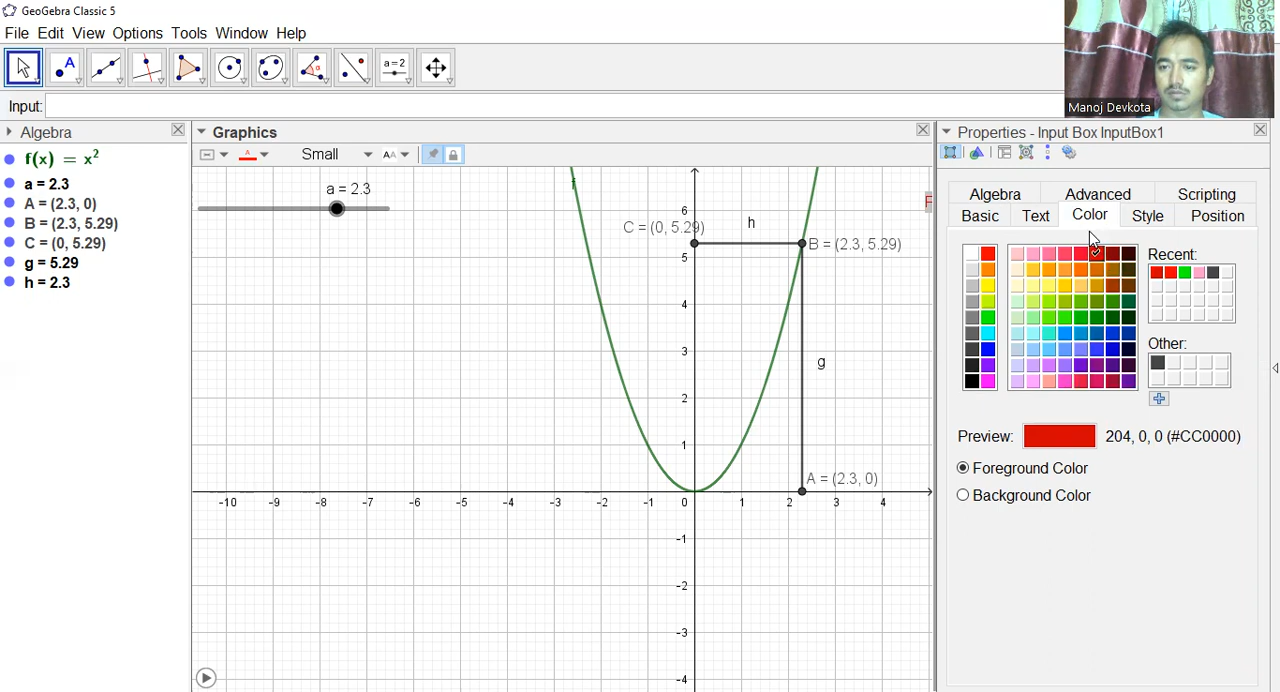 GeoGebra Classic 5
File Edit View Options Tools Window Help
a=2
Input:
Manoj Devkota
Algebra
Graphics
Properties - Input Box InputBox1
A
Small
AA
f(x) = x²
a = 2.3
A = (2.3, 0)
B = (2.3, 5.29)
C = (0, 5.29)
g = 5.29
h = 2.3
a = 2.3
f
C = (0, 5.29)
h
B = (2.3, 5.29)
g
A = (2.3, 0)
6
5
4
3
2
1
-10 -9 -8 -7 -6 -5 -4 -3 -2 -1 0 1 2 3 4
-1
-2
-3
-4
Algebra Advanced Scripting
Basic Text Color Style Position
Recent:
Other:
Preview: 204, 0, 0 (#CC0000)
Foreground Color
Background Color